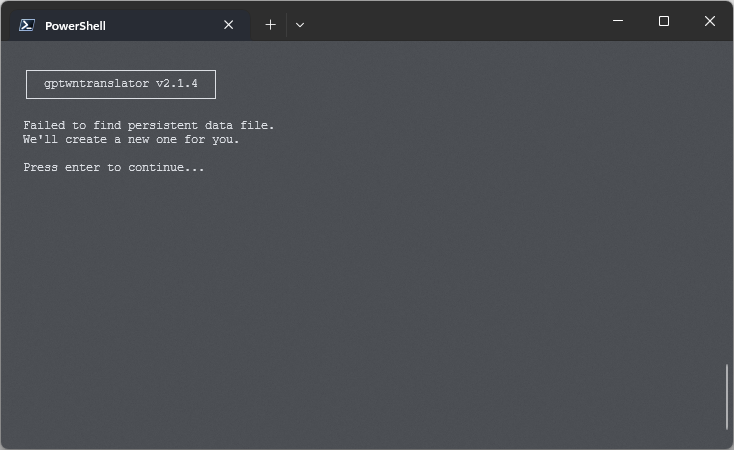 PowerShell
gptwntranslator v2.1.4
Failed to find persistent data file.
We'll create a new one for you.
Press enter to continue...